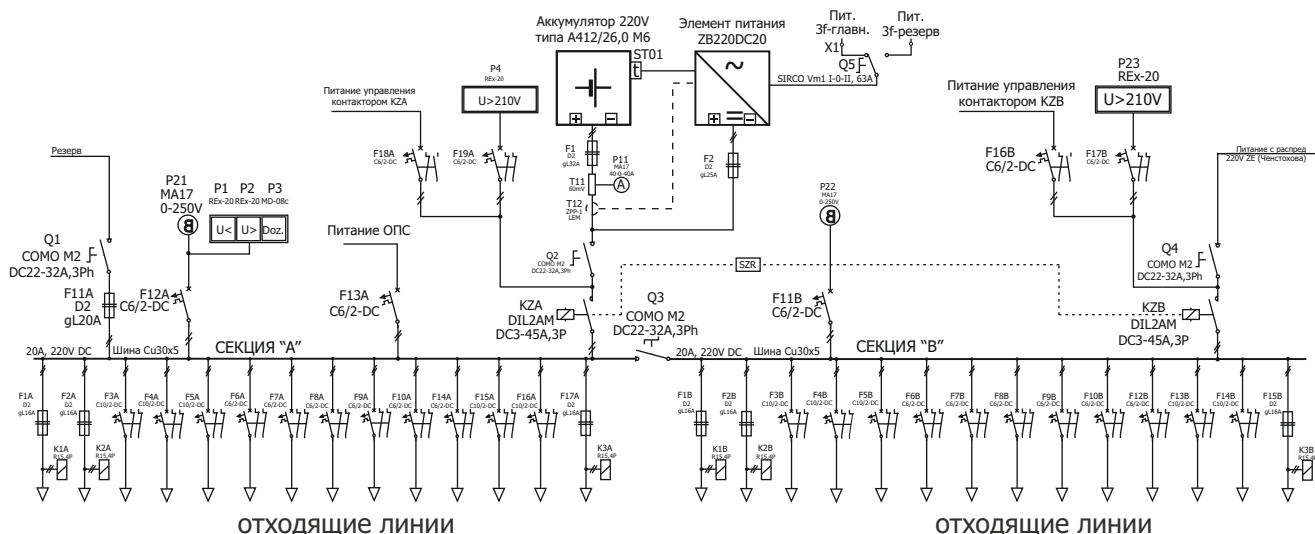 Аккумулятор 220V
типа A412/26,0 M6
ST01
t
Элемент питания
ZB220DC20
Пит.
3f-главн.
X1
Пит.
3f-резерв
Q5
SIRCO Vm1 I-0-II, 63A
P4
REx-20
U>210V
Питание управления
контактором KZA
F18A
C6/2-DC
F19A
C6/2-DC
F1
D2
gL32A
P11
MA17
40-0-40A
A
T11
60mV
T12
ZPP-1
LEM
F2
D2
gL25A
P23
REx-20
U>210V
Питание управления
контактором KZB
F16B
C6/2-DC
F17B
C6/2-DC
Питание с распред
220V ZE (Ченстохова)
Резерв
P21
MA17
0-250V
P1 P2 P3
REx-20 REx-20 MD-08c
U< U> Doz.
Питание ОПС
P22
MA17
0-250V
Q1
COMO M2
DC22-32A,3Ph
F11A
D2
gL20A
F12A
C6/2-DC
F13A
C6/2-DC
Q2
COMO M2
DC22-32A,3Ph
SZR
KZA
DIL2AM
DC3-45A,3P
Q3
COMO M2
DC22-32A,3Ph
F11B
C6/2-DC
Q4
COMO M2
DC22-32A,3Ph
KZB
DIL2AM
DC3-45A,3P
20A, 220V DC Шина Cu30x5 СЕКЦИЯ "A"
20A, 220V DC Шина Cu30x5 СЕКЦИЯ "B"
F1A
D2
gL16A
F2A
D2
gL16A
F3A
C10/2-DC
F4A
C10/2-DC
F5A
C10/2-DC
F6A
C6/2-DC
F7A
C6/2-DC
F8A
C6/2-DC
F9A
C6/2-DC
F10A
C6/2-DC
F14A
C6/2-DC
F15A
C10/2-DC
F16A
C10/2-DC
F17A
D2
gL16A
F1B
D2
gL16A
F2B
D2
gL16A
F3B
C10/2-DC
F4B
C10/2-DC
F5B
C10/2-DC
F6B
C6/2-DC
F7B
C6/2-DC
F8B
C6/2-DC
F9B
C6/2-DC
F10B
C6/2-DC
F12B
C6/2-DC
F13B
C10/2-DC
F14B
C10/2-DC
F15B
D2
gL16A
K1A
R15,4P
K2A
R15,4P
K3A
R15,4P
K1B
R15,4P
K2B
R15,4P
K3B
R15,4P
отходящие линии
отходящие линии